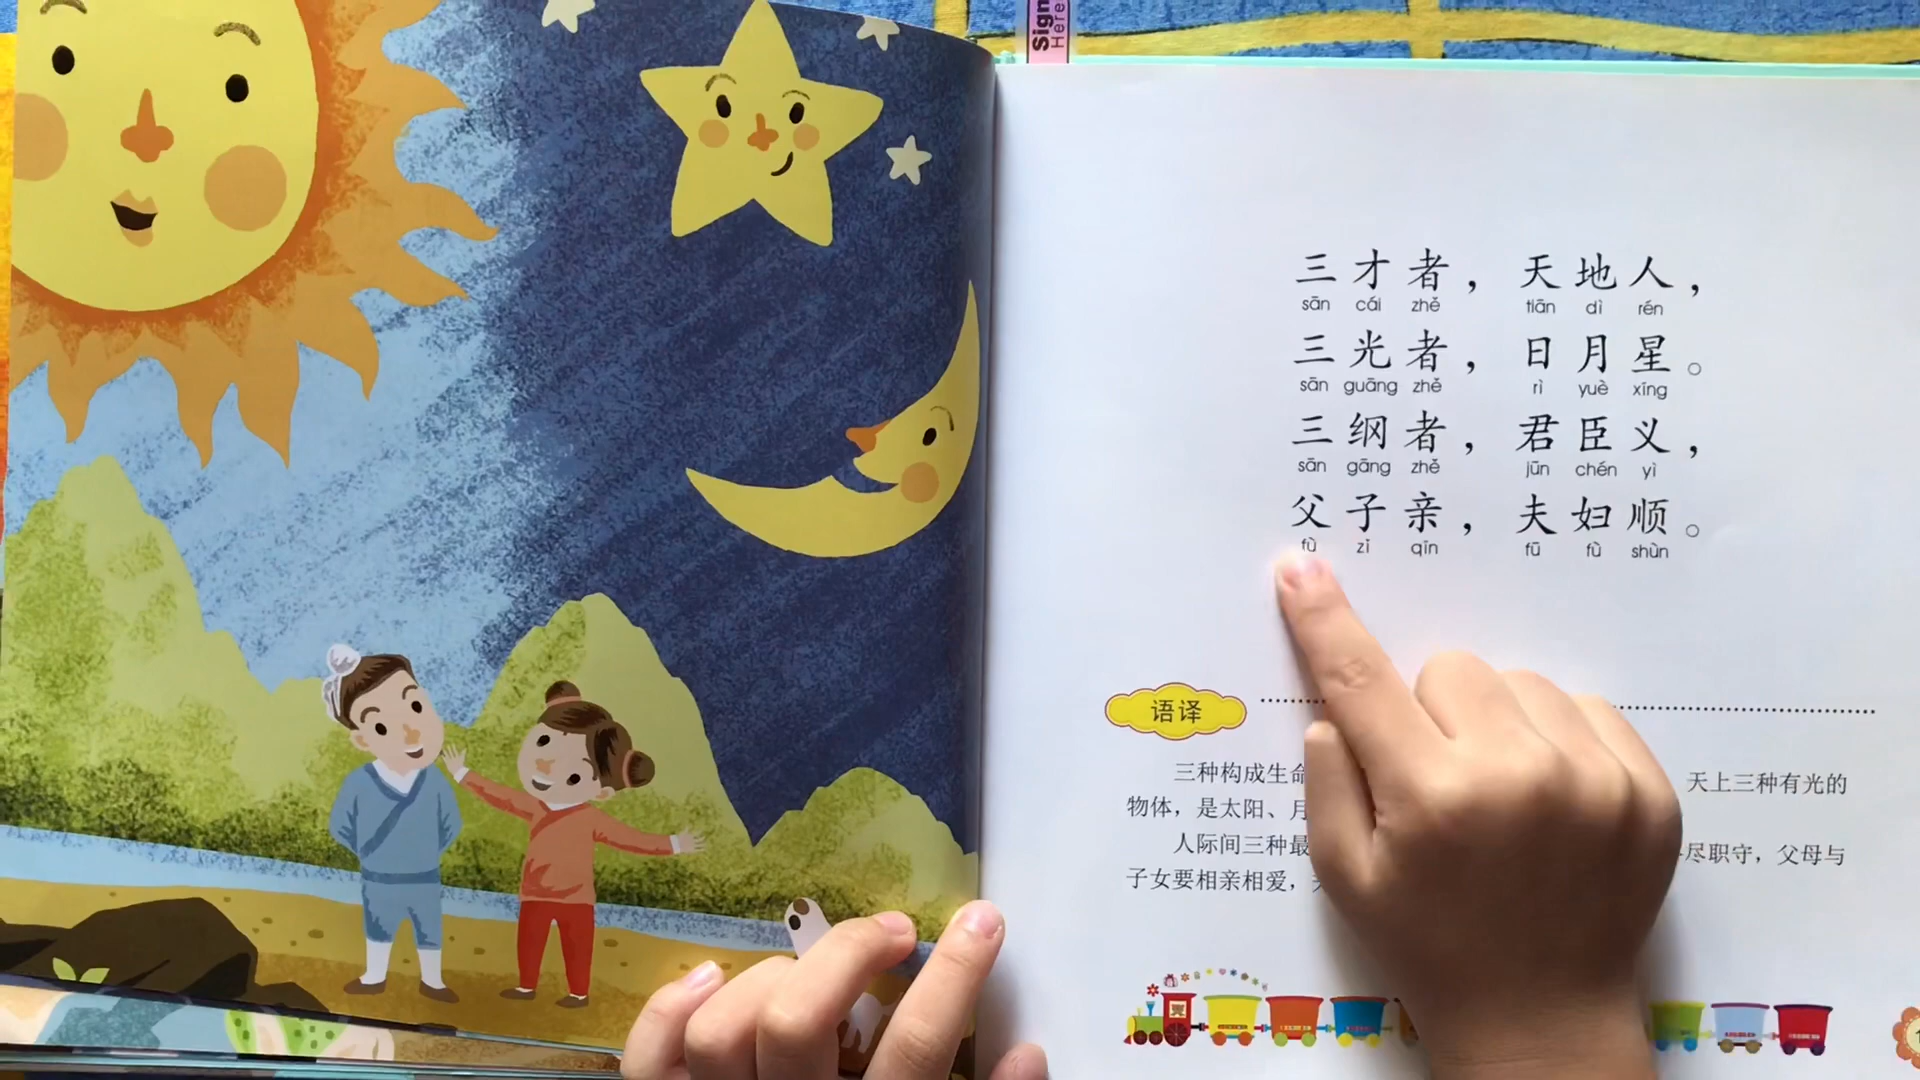 Sign
Here
三才者，天地人，
sān cái zhě tiān dì rén
三光者，日月星。
sān guāng zhě rì yuè xīng
三纲者，君臣义，
sān gāng zhě jūn chén yì
父子亲，夫妇顺。
fù zǐ qīn fū fù shùn
语译
三种构成生命 天上三种有光的
物体，是太阳、月
人际间三种最 尽职守，父母与
子女要相亲相爱，